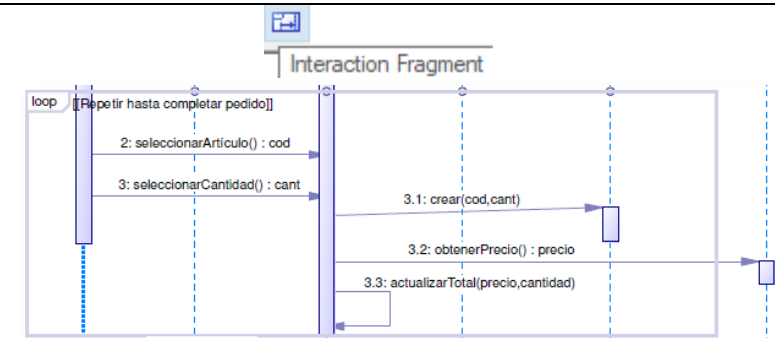 Interaction Fragment
loop [[Repetir hasta completar pedido]]
2: seleccionarArtículo() : cod
3: seleccionarCantidad() : cant
3.1: crear(cod,cant)
3.2: obtenerPrecio() : precio
3.3: actualizarTotal(precio,cantidad)